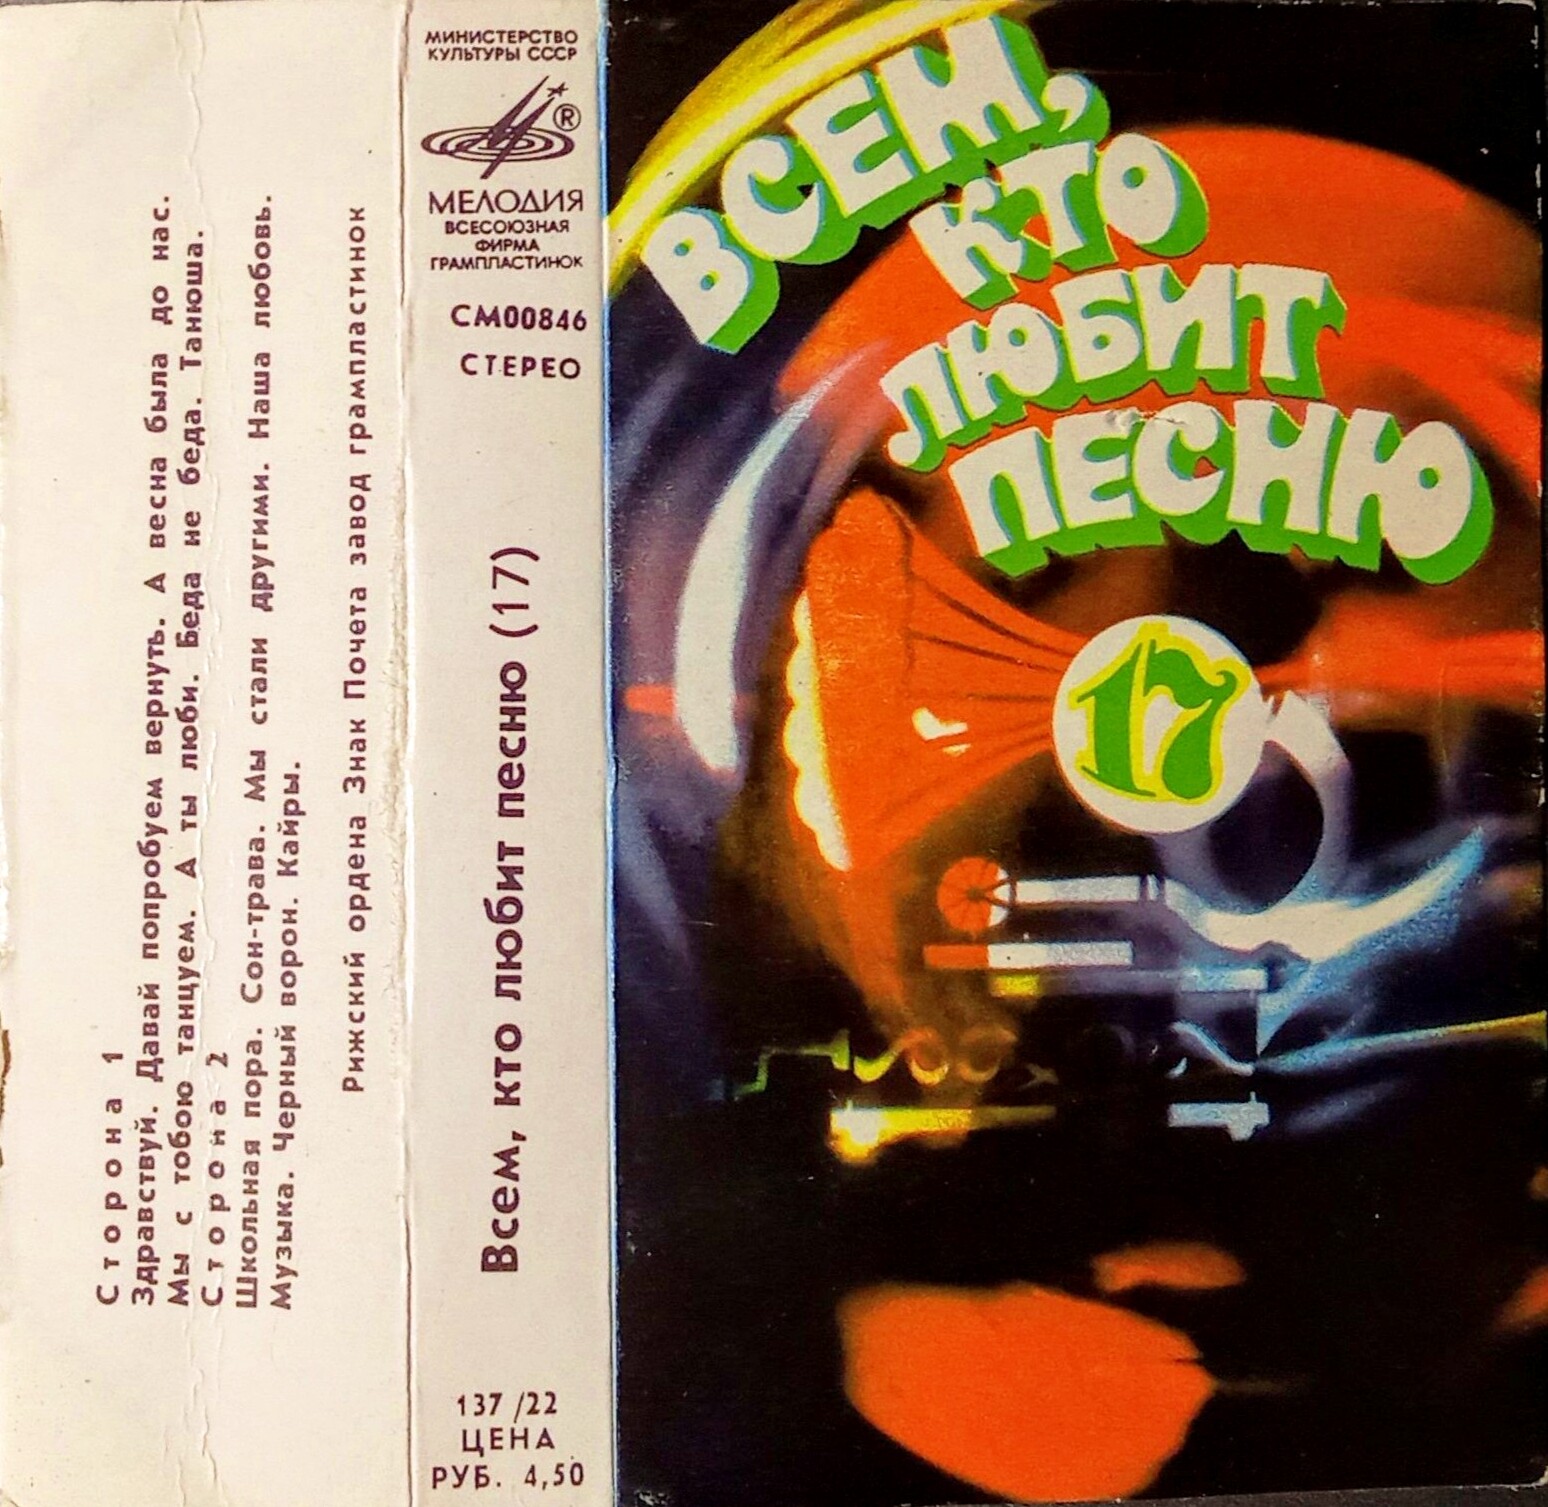 Сторона 1
Здравствуй. Давай попробуем вернуть. А весна была до нас.
Мы с тобою танцуем. А ты люби. Беда не беда. Танюша.
Сторона 2
Школьная пора. Сон-трава. Мы стали другими. Наша любовь.
Музыка. Черный ворон. Кайры.
Рижский ордена Знак Почета завод грампластинок
МИНИСТЕРСТВО
КУЛЬТУРЫ СССР
®
МЕЛОДИЯ
ВСЕСОЮЗНАЯ
ФИРМА
ГРАМПЛАСТИНОК
СМ00846
СТЕРЕО
Всем, кто любит песню (17)
137/22
ЦЕНА
РУБ. 4,50
ВСЕМ,
КТО
ЛЮБИТ
ПЕСНЮ
17